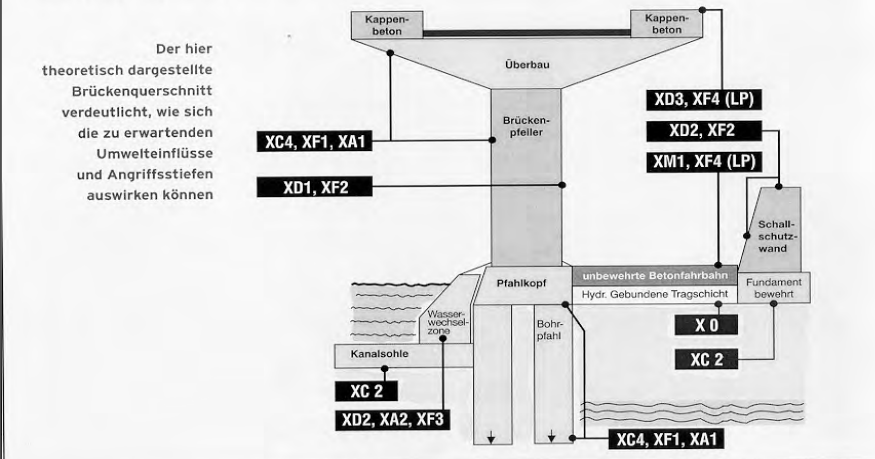 Der hier
theoretisch dargestellte
Brückenquerschnitt
verdeutlicht, wie sich
die zu erwartenden
Umwelteinflüsse
und Angriffsstiefen
auswirken können
Kappen-
beton
Kappen-
beton
Überbau
XD3, XF4 (LP)
Brücken-
pfeiler
XD2, XF2
XC4, XF1, XA1
XM1, XF4 (LP)
XD1, XF2
Schall-
schutz-
wand
Pfahlkopf
unbewehrte Betonfahrbahn
Hydr. Gebundene Tragschicht
Fundament
bewehrt
Wasser-
wechsel-
zone
Bohr-
pfahl
X 0
Kanalsohle
XC 2
XC 2
XD2, XA2, XF3
XC4, XF1, XA1